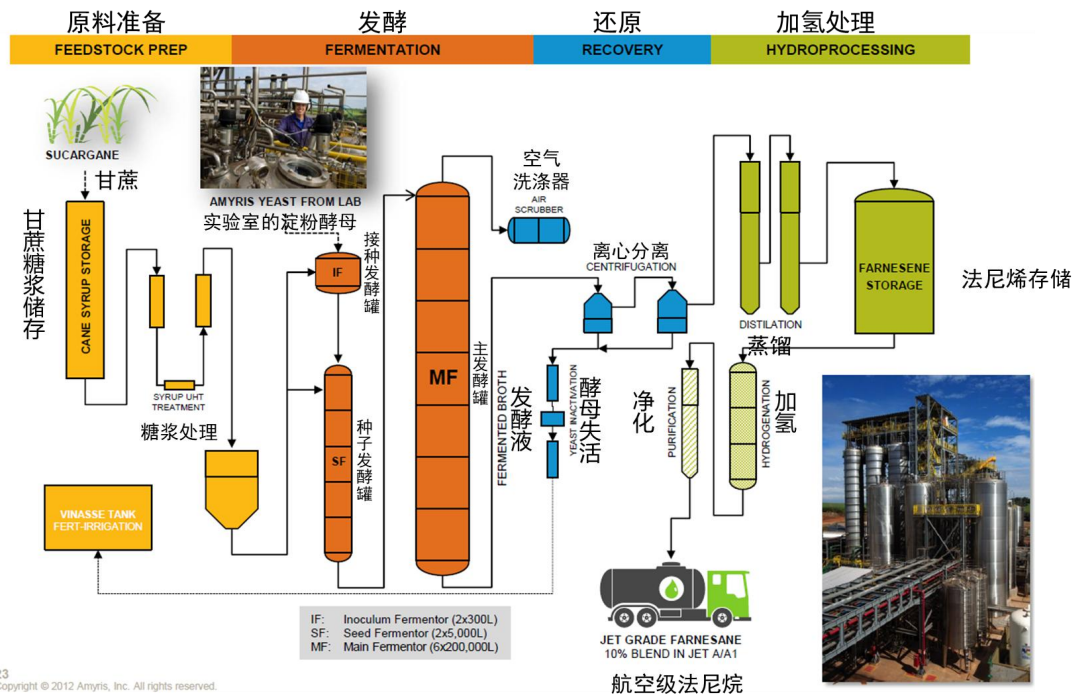 原料准备
发酵
还原
加氢处理
FEEDSTOCK PREP
FERMENTATION
RECOVERY
HYDROPROCESSING
SUCARGANE
甘蔗
甘蔗糖浆储存
CANE SYRUP STORAGE
SYRUP UHT
TREATMENT
糖浆处理
VINASSE TANK
FERT-IRRIGATION
AMYRIS YEAST FROM LAB
实验室的淀粉酵母
IF
接种发酵罐
SF
种子发酵罐
MF
主发酵罐
空气
洗涤器
AIR
SCRUBBER
离心分离
CENTRIFUGATION
FERMENTED BROTH
发酵液
YEAST INACTIVATION
酵母失活
DISTILATION
蒸馏
FARNESENE
STORAGE
法尼烯存储
净化
PURIFICATION
HYDROGENATION
加氢
IF: Inoculum Fermentor (2x300L)
SF: Seed Fermentor (2x5,000L)
MF: Main Fermentor (6x200,000L)
JET GRADE FARNESANE
10% BLEND IN JET A/A1
航空级法尼烷
23
Copyright © 2012 Amyris, Inc. All rights reserved.